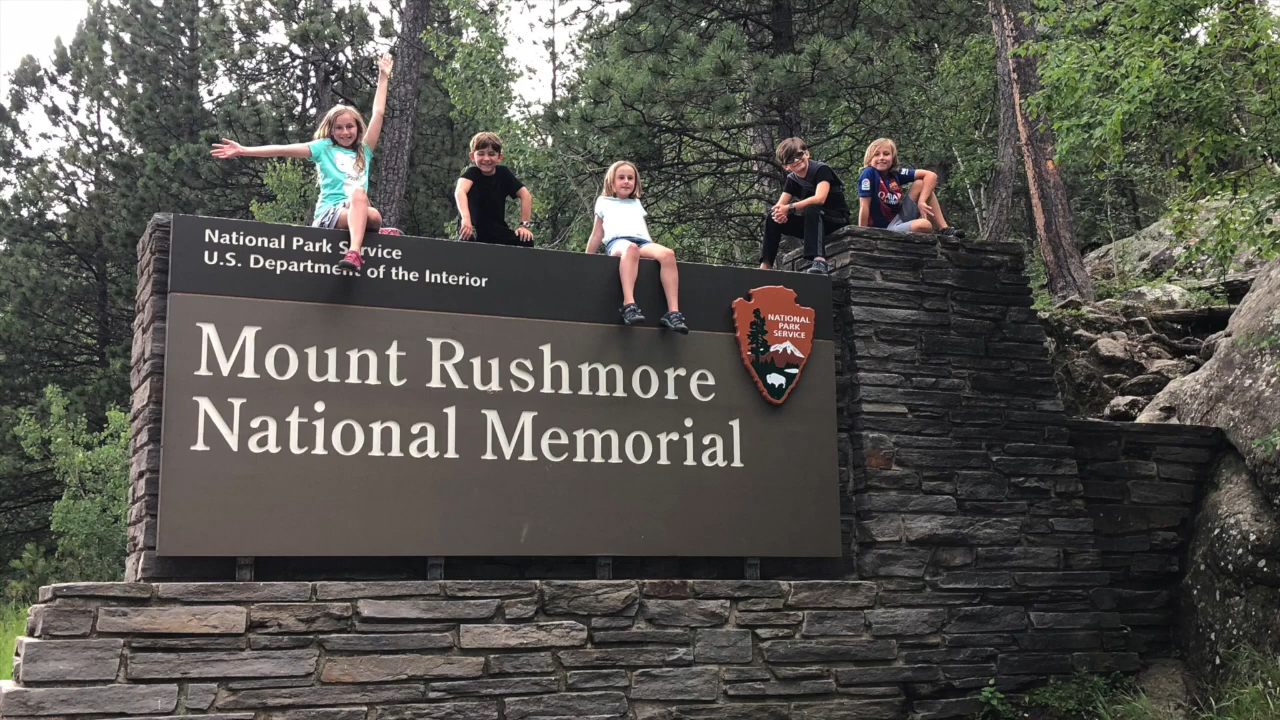 National Park Service
U.S. Department of the Interior
Mount Rushmore
National Memorial
NATIONAL
PARK
SERVICE